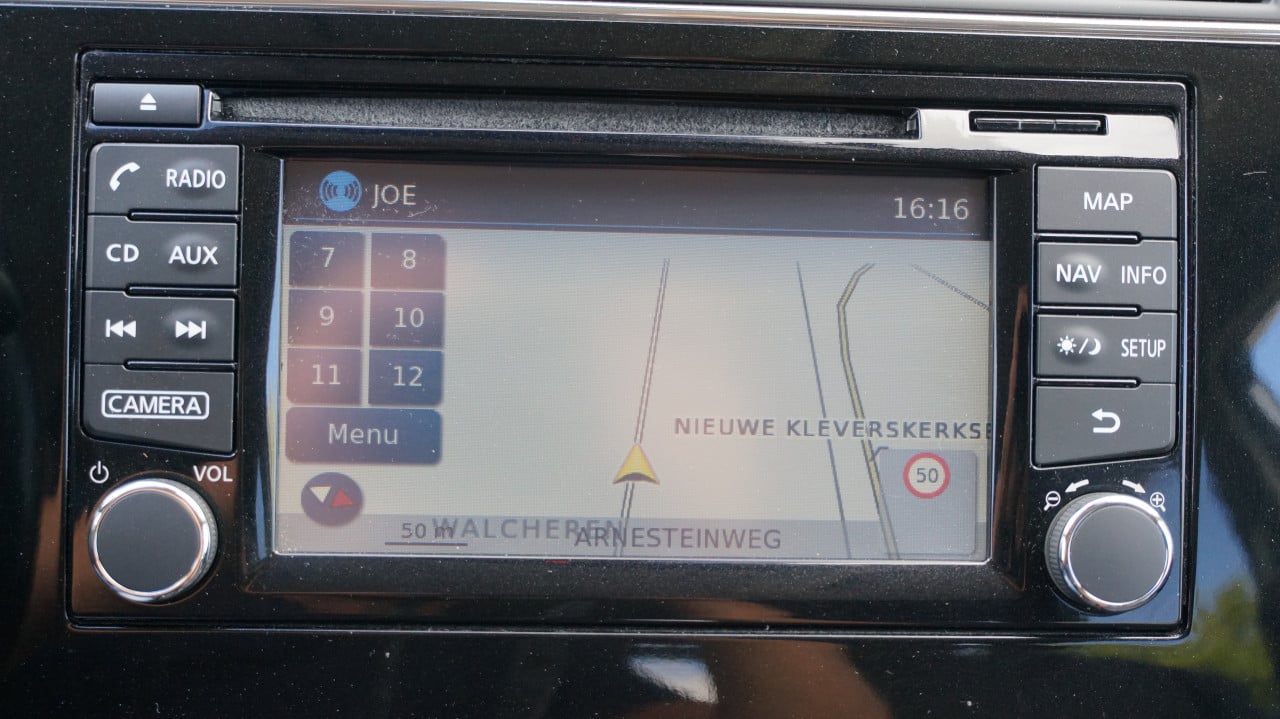 RADIO
CD AUX
CAMERA
VOL
JOE
16:16
7 8
9 10
11 12
Menu
NIEUWE KLEVERSKERKSE
50
50 m
WALCHEREN
ARNESTEINWEG
MAP
NAV INFO
SETUP